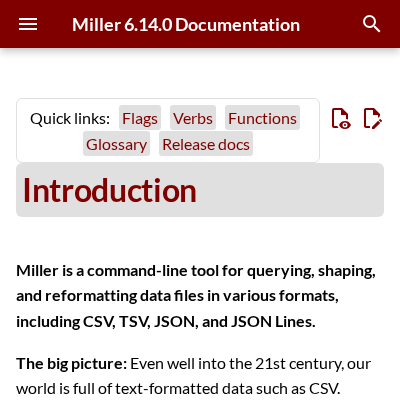 Miller 6.14.0 Documentation
Quick links: Flags Verbs Functions
Glossary Release docs
Introduction
Miller is a command-line tool for querying, shaping,
and reformatting data files in various formats,
including CSV, TSV, JSON, and JSON Lines.
The big picture: Even well into the 21st century, our
world is full of text-formatted data such as CSV.